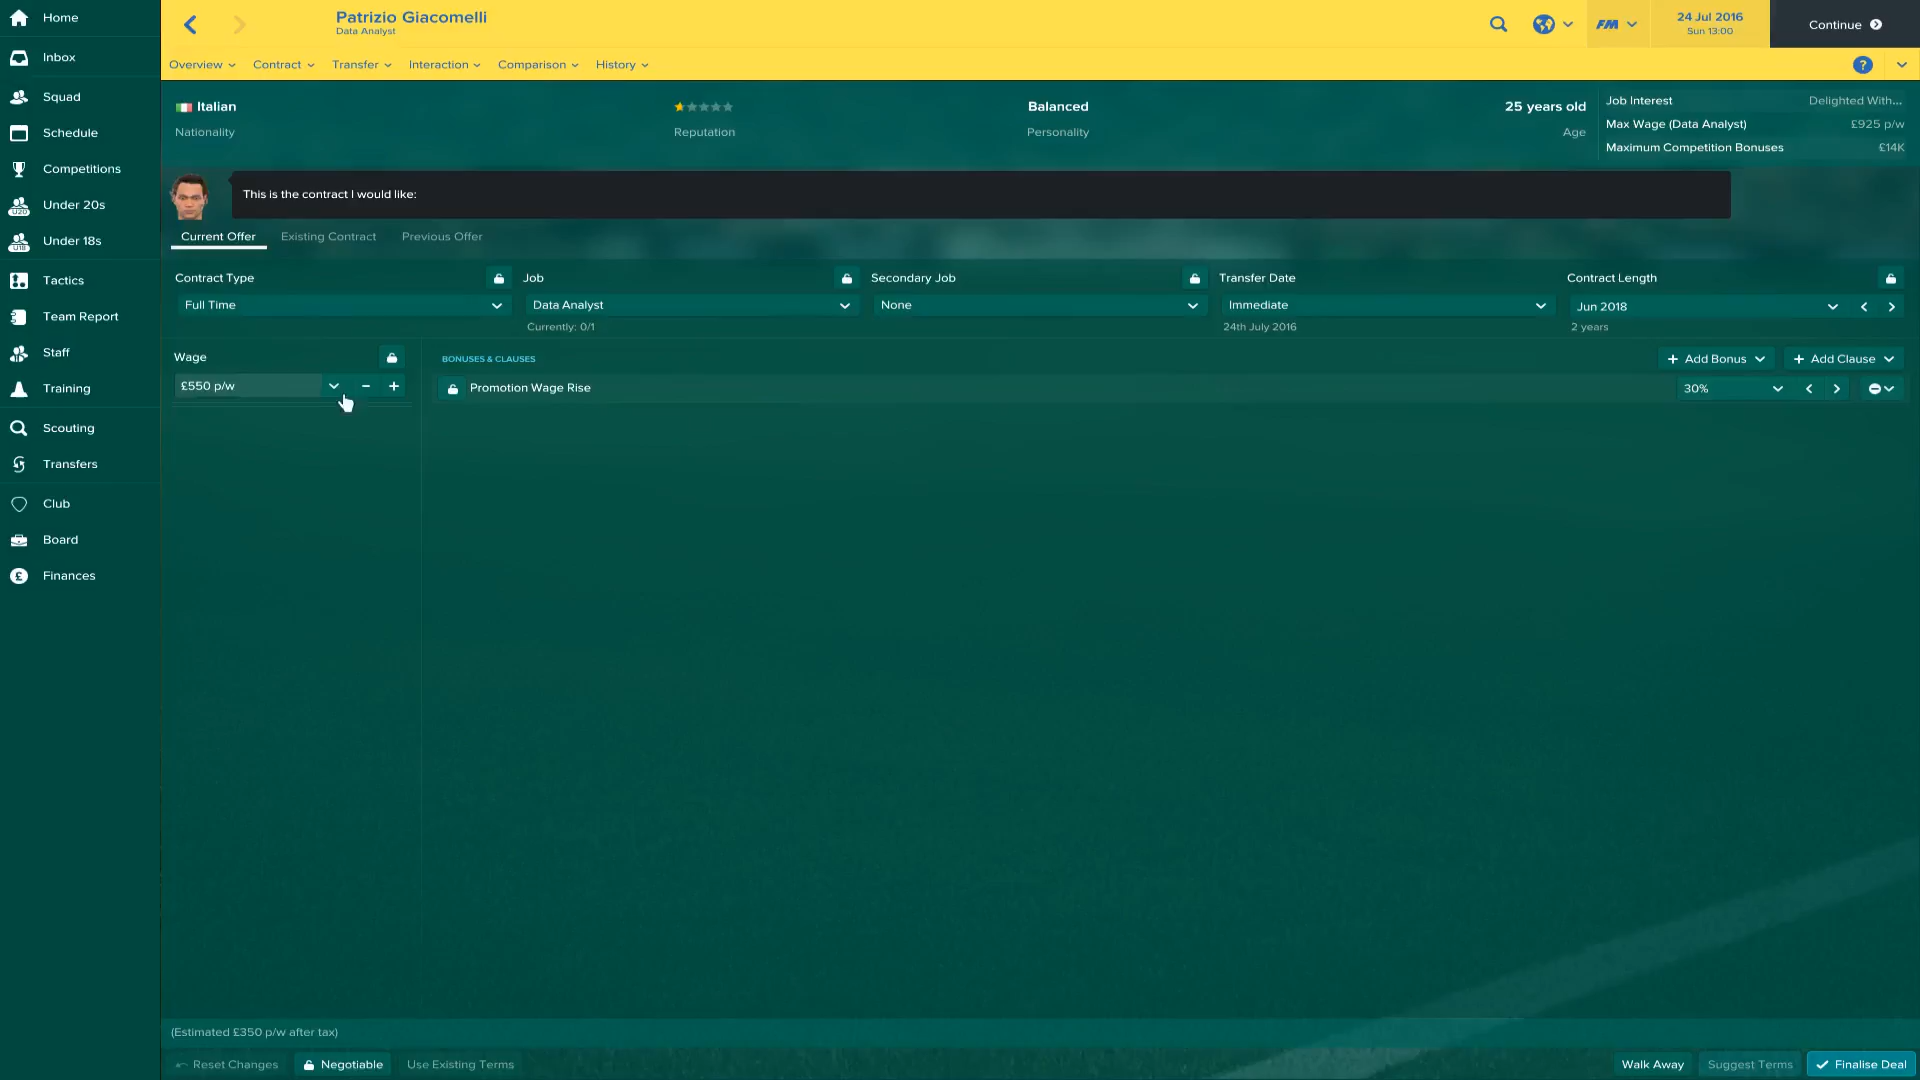 Home
Inbox
Squad
Schedule
Competitions
U20
Under 20s
U18
Under 18s
Tactics
Team Report
Staff
Training
Scouting
Transfers
Club
Board
Finances
Patrizio Giacomelli
Data Analyst
FM
24 Jul 2016
Sun 13:00
Continue
Overview
Contract
Transfer
Interaction
Comparison
History
?
Italian
Nationality
Reputation
Balanced
Personality
25 years old
Age
Job Interest Delighted With...
Max Wage (Data Analyst) £925 p/w
Maximum Competition Bonuses £14K
This is the contract I would like:
Current Offer
Existing Contract
Previous Offer
Contract Type
Full Time
Job
Data Analyst
Currently: 0/1
Secondary Job
None
Transfer Date
Immediate
24th July 2016
Contract Length
Jun 2018
2 years
Wage
£550 p/w
BONUSES & CLAUSES
Add Bonus
Add Clause
Promotion Wage Rise
30%
(Estimated £350 p/w after tax)
Reset Changes
Negotiable
Use Existing Terms
Walk Away
Suggest Terms
Finalise Deal